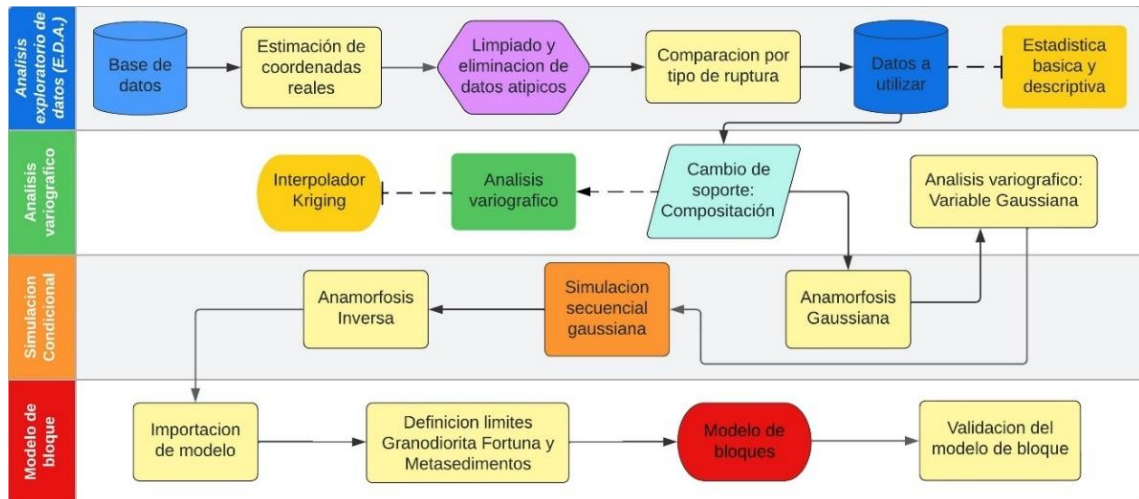 Analisis
exploratorio de
datos (E.D.A.)
Base de
datos
Estimación de
coordenadas
reales
Limpiado y
eliminacion de
datos atipicos
Comparacion por
tipo de ruptura
Datos a
utilizar
Estadistica
basica y
descriptiva
Analisis
variografico
Interpolador
Kriging
Analisis
variografico
Cambio de
soporte:
Compositación
Analisis variografico:
Variable Gaussiana
Simulacion
Condicional
Anamorfosis
Inversa
Simulacion
secuencial
gaussiana
Anamorfosis
Gaussiana
Modelo de
bloque
Importacion
de modelo
Definicion limites
Granodiorita Fortuna y
Metasedimentos
Modelo de
bloques
Validacion del
modelo de bloque